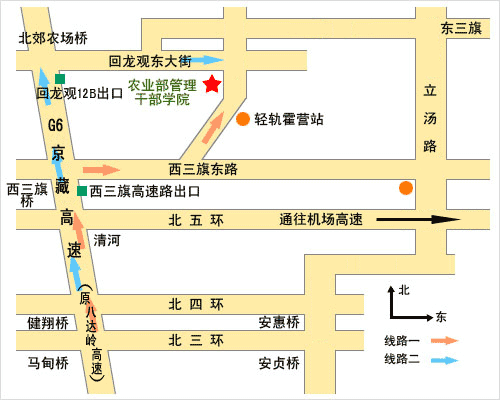 东三旗
北郊农场桥
回龙观东大街
农业部管理
干部学院
回龙观12B出口
立汤路
轻轨霍营站
G6京藏高速
(原八达岭高速)
西三旗东路
西三旗
桥
西三旗高速路出口
北五环
通往机场高速
清河
北
东
北四环
健翔桥
安惠桥
北三环
线路一
线路二
马甸桥
安贞桥